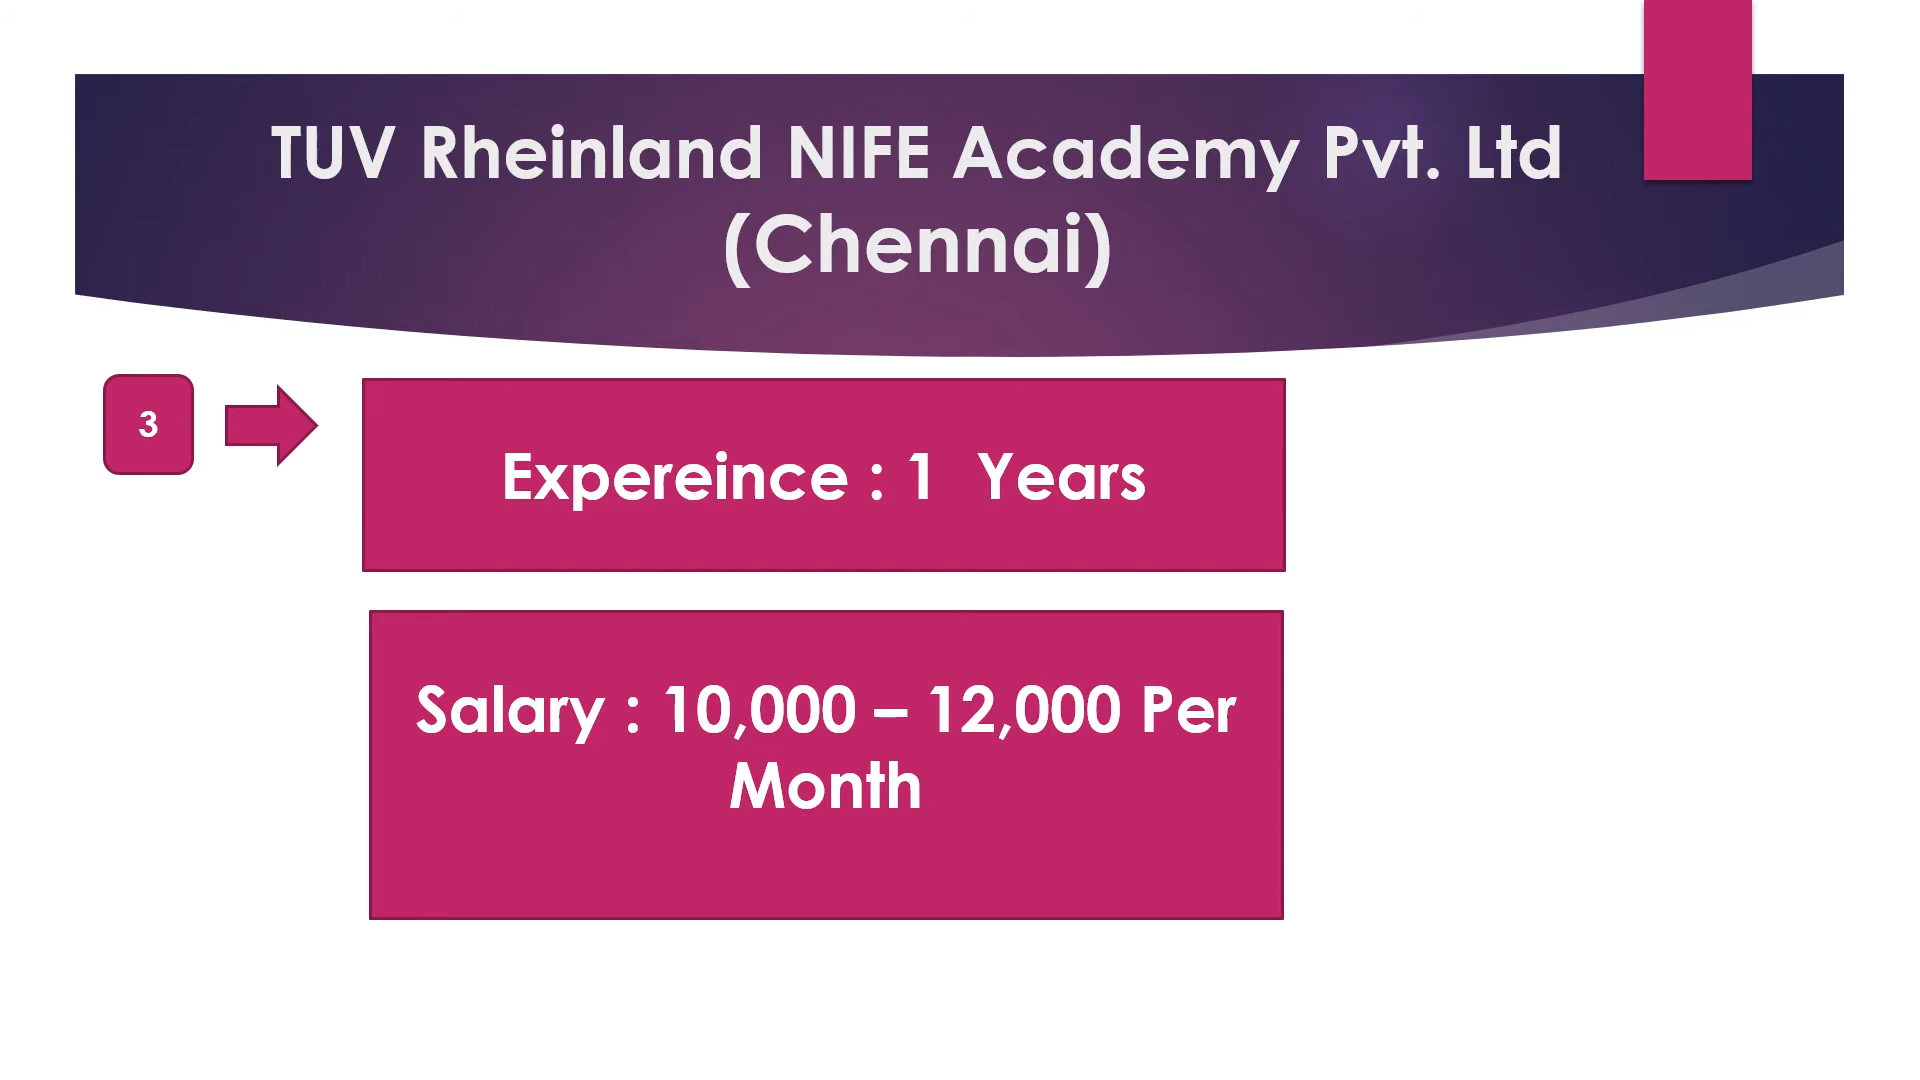 TUV Rheinland NIFE Academy Pvt. Ltd
(Chennai)
3
Expereince : 1  Years
Salary : 10,000 – 12,000 Per
Month